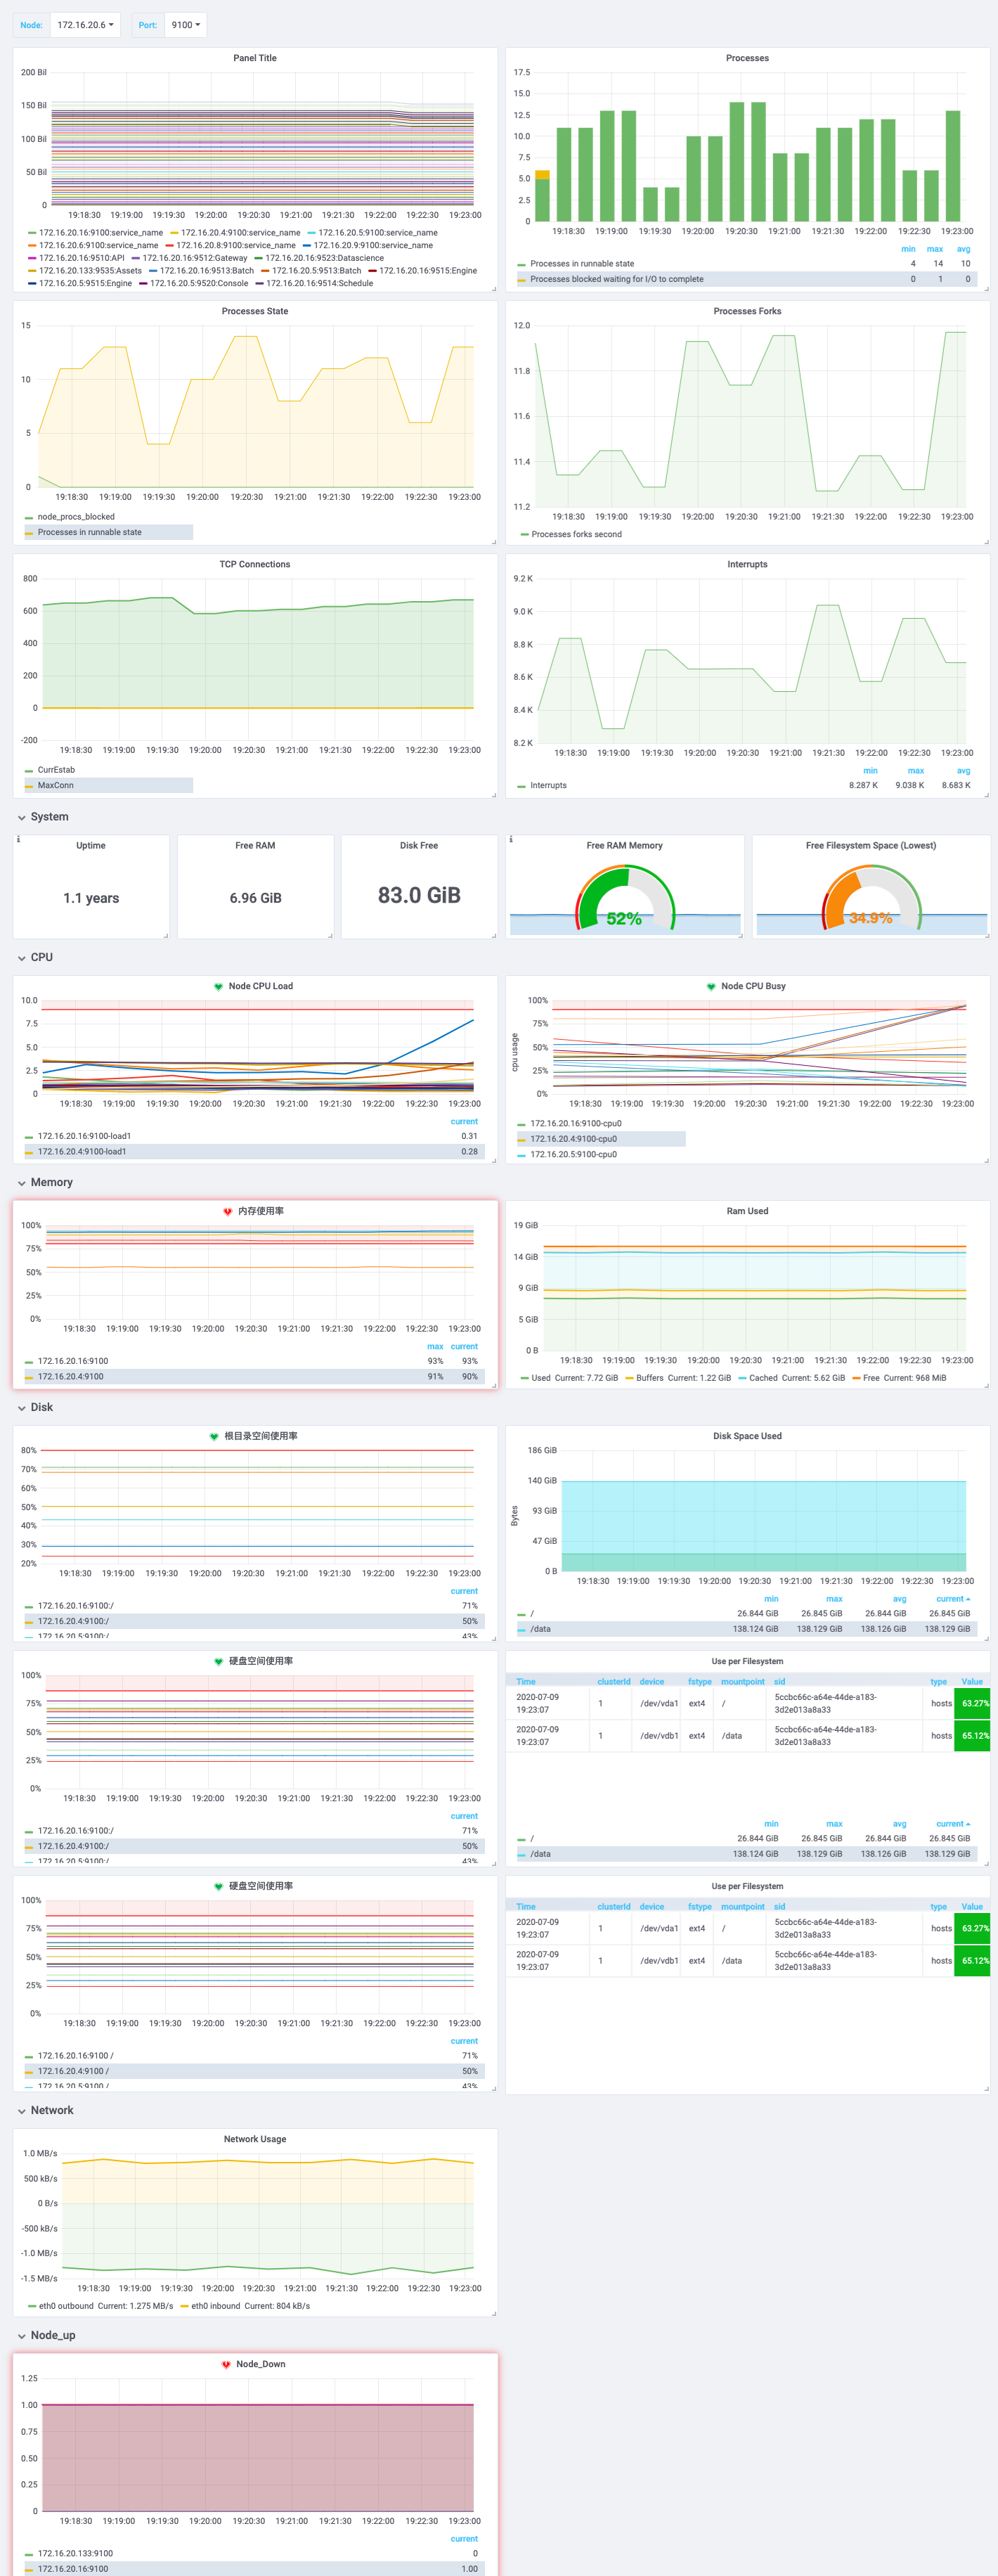 Node: 172.16.20.6 Port: 9100
Panel Title
200 Bil
150 Bil
100 Bil
50 Bil
0
19:18:30 19:19:00 19:19:30 19:20:00 19:20:30 19:21:00 19:21:30 19:22:00 19:22:30 19:23:00
172.16.20.16:9100:service_name 172.16.20.4:9100:service_name 172.16.20.5:9100:service_name
172.16.20.6:9100:service_name 172.16.20.8:9100:service_name 172.16.20.9:9100:service_name
172.16.20.16:9510:API 172.16.20.16:9512:Gateway 172.16.20.16:9523:Datascience
172.16.20.133:9535:Assets 172.16.20.16:9513:Batch 172.16.20.5:9513:Batch 172.16.20.16:9515:Engine
172.16.20.5:9515:Engine 172.16.20.5:9520:Console 172.16.20.16:9514:Schedule
Processes
17.5
15.0
12.5
10.0
7.5
5.0
2.5
0
19:18:30 19:19:00 19:19:30 19:20:00 19:20:30 19:21:00 19:21:30 19:22:00 19:22:30 19:23:00
min max avg
Processes in runnable state 4 14 10
Processes blocked waiting for I/O to complete 0 1 0
Processes State
15
10
5
0
19:18:30 19:19:00 19:19:30 19:20:00 19:20:30 19:21:00 19:21:30 19:22:00 19:22:30 19:23:00
node_procs_blocked
Processes in runnable state
Processes Forks
12.0
11.8
11.6
11.4
11.2
19:18:30 19:19:00 19:19:30 19:20:00 19:20:30 19:21:00 19:21:30 19:22:00 19:22:30 19:23:00
Processes forks second
TCP Connections
800
600
400
200
0
-200
19:18:30 19:19:00 19:19:30 19:20:00 19:20:30 19:21:00 19:21:30 19:22:00 19:22:30 19:23:00
CurrEstab
MaxConn
Interrupts
9.2 K
9.0 K
8.8 K
8.6 K
8.4 K
8.2 K
19:18:30 19:19:00 19:19:30 19:20:00 19:20:30 19:21:00 19:21:30 19:22:00 19:22:30 19:23:00
min max avg
Interrupts 8.287 K 9.038 K 8.683 K
System
Uptime
1.1 years
Free RAM
6.96 GiB
Disk Free
83.0 GiB
Free RAM Memory
52%
Free Filesystem Space (Lowest)
34.9%
CPU
Node CPU Load
10.0
7.5
5.0
2.5
0
19:18:30 19:19:00 19:19:30 19:20:00 19:20:30 19:21:00 19:21:30 19:22:00 19:22:30 19:23:00
current
172.16.20.16:9100-load1 0.31
172.16.20.4:9100-load1 0.28
Node CPU Busy
cpu usage
100%
75%
50%
25%
0%
19:18:30 19:19:00 19:19:30 19:20:00 19:20:30 19:21:00 19:21:30 19:22:00 19:22:30 19:23:00
172.16.20.16:9100-cpu0
172.16.20.4:9100-cpu0
172.16.20.5:9100-cpu0
Memory
内存使用率
100%
75%
50%
25%
0%
19:18:30 19:19:00 19:19:30 19:20:00 19:20:30 19:21:00 19:21:30 19:22:00 19:22:30 19:23:00
max current
172.16.20.16:9100 93% 93%
172.16.20.4:9100 91% 90%
Ram Used
19 GiB
14 GiB
9 GiB
5 GiB
0 B
19:18:30 19:19:00 19:19:30 19:20:00 19:20:30 19:21:00 19:21:30 19:22:00 19:22:30 19:23:00
Used Current: 7.72 GiB Buffers Current: 1.22 GiB Cached Current: 5.62 GiB Free Current: 968 MiB
Disk
根目录空间使用率
80%
70%
60%
50%
40%
30%
20%
19:18:30 19:19:00 19:19:30 19:20:00 19:20:30 19:21:00 19:21:30 19:22:00 19:22:30 19:23:00
current
172.16.20.16:9100:/ 71%
172.16.20.4:9100:/ 50%
172.16.20.5:9100:/ 43%
Disk Space Used
Bytes
186 GiB
140 GiB
93 GiB
47 GiB
0 B
19:18:30 19:19:00 19:19:30 19:20:00 19:20:30 19:21:00 19:21:30 19:22:00 19:22:30 19:23:00
min max avg current
/ 26.844 GiB 26.845 GiB 26.844 GiB 26.845 GiB
/data 138.124 GiB 138.129 GiB 138.126 GiB 138.129 GiB
硬盘空间使用率
100%
75%
50%
25%
0%
19:18:30 19:19:00 19:19:30 19:20:00 19:20:30 19:21:00 19:21:30 19:22:00 19:22:30 19:23:00
current
172.16.20.16:9100:/ 71%
172.16.20.4:9100:/ 50%
172.16.20.5:9100:/ 43%
Use per Filesystem
Time clusterId device fstype mountpoint sid type Value
2020-07-09 19:23:07 1 /dev/vda1 ext4 / 5ccbc66c-a64e-44de-a183-3d2e013a8a33 hosts 63.27%
2020-07-09 19:23:07 1 /dev/vdb1 ext4 /data 5ccbc66c-a64e-44de-a183-3d2e013a8a33 hosts 65.12%
min max avg current
/ 26.844 GiB 26.845 GiB 26.844 GiB 26.845 GiB
/data 138.124 GiB 138.129 GiB 138.126 GiB 138.129 GiB
硬盘空间使用率
100%
75%
50%
25%
0%
19:18:30 19:19:00 19:19:30 19:20:00 19:20:30 19:21:00 19:21:30 19:22:00 19:22:30 19:23:00
current
172.16.20.16:9100 / 71%
172.16.20.4:9100 / 50%
172.16.20.5:9100 / 43%
Use per Filesystem
Time clusterId device fstype mountpoint sid type Value
2020-07-09 19:23:07 1 /dev/vda1 ext4 / 5ccbc66c-a64e-44de-a183-3d2e013a8a33 hosts 63.27%
2020-07-09 19:23:07 1 /dev/vdb1 ext4 /data 5ccbc66c-a64e-44de-a183-3d2e013a8a33 hosts 65.12%
Network
Network Usage
1.0 MB/s
500 kB/s
0 B/s
-500 kB/s
-1.0 MB/s
-1.5 MB/s
19:18:30 19:19:00 19:19:30 19:20:00 19:20:30 19:21:00 19:21:30 19:22:00 19:22:30 19:23:00
eth0 outbound Current: 1.275 MB/s eth0 inbound Current: 804 kB/s
Node_up
Node_Down
1.25
1.00
0.75
0.50
0.25
0
19:18:30 19:19:00 19:19:30 19:20:00 19:20:30 19:21:00 19:21:30 19:22:00 19:22:30 19:23:00
current
172.16.20.133:9100 0
172.16.20.16:9100 1.00